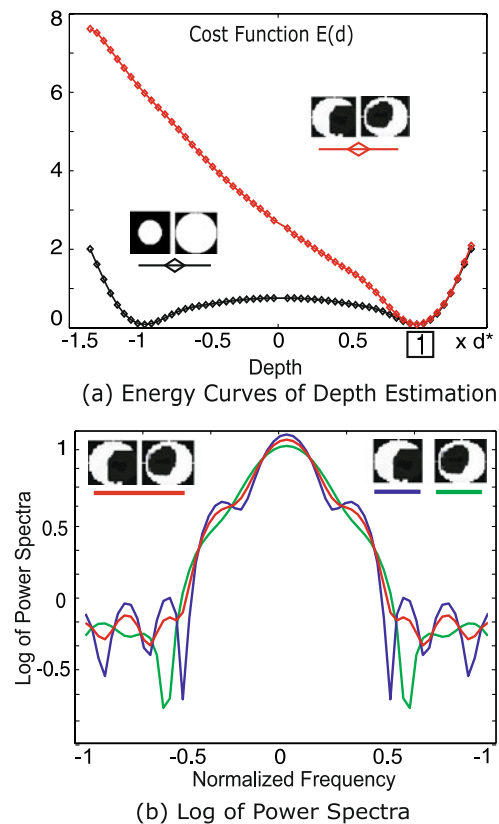 Cost Function E(d)
8
6
4
2
0
-1.5 -1 -0.5 0 0.5 1 x d*
Depth
(a) Energy Curves of Depth Estimation
1
0.5
0
-0.5
Log of Power Spectra
-1 -0.5 0 0.5 -1
Normalized Frequency
(b) Log of Power Spectra